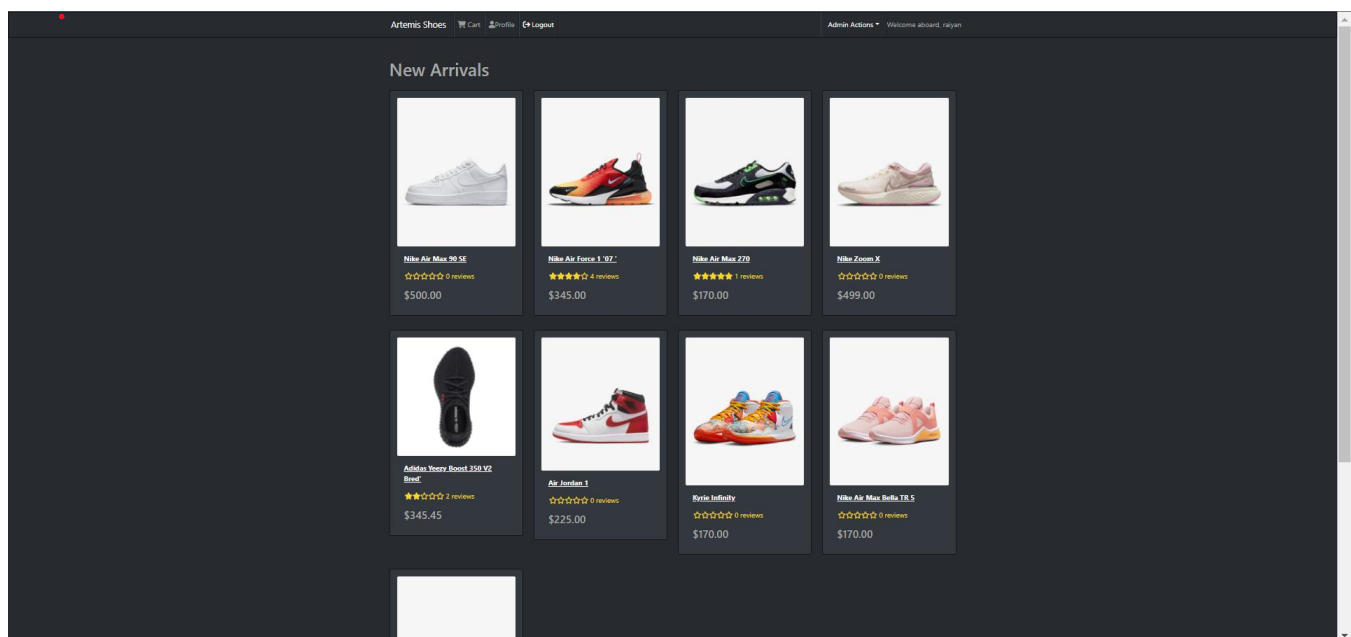 Artemis Shoes Cart Profile Logout Admin Actions Welcome aboard, raiyan
New Arrivals
Nike Air Max 90 SE
0 reviews
$500.00
Nike Air Force 1 '07 '
4 reviews
$345.00
Nike Air Max 270
1 reviews
$170.00
Nike Zoom X
0 reviews
$499.00
Adidas Yeezy Boost 350 V2
Bred'
2 reviews
$345.45
Air Jordan 1
0 reviews
$225.00
Kyrie Infinity
0 reviews
$170.00
Nike Air Max Bella TR 5
0 reviews
$170.00